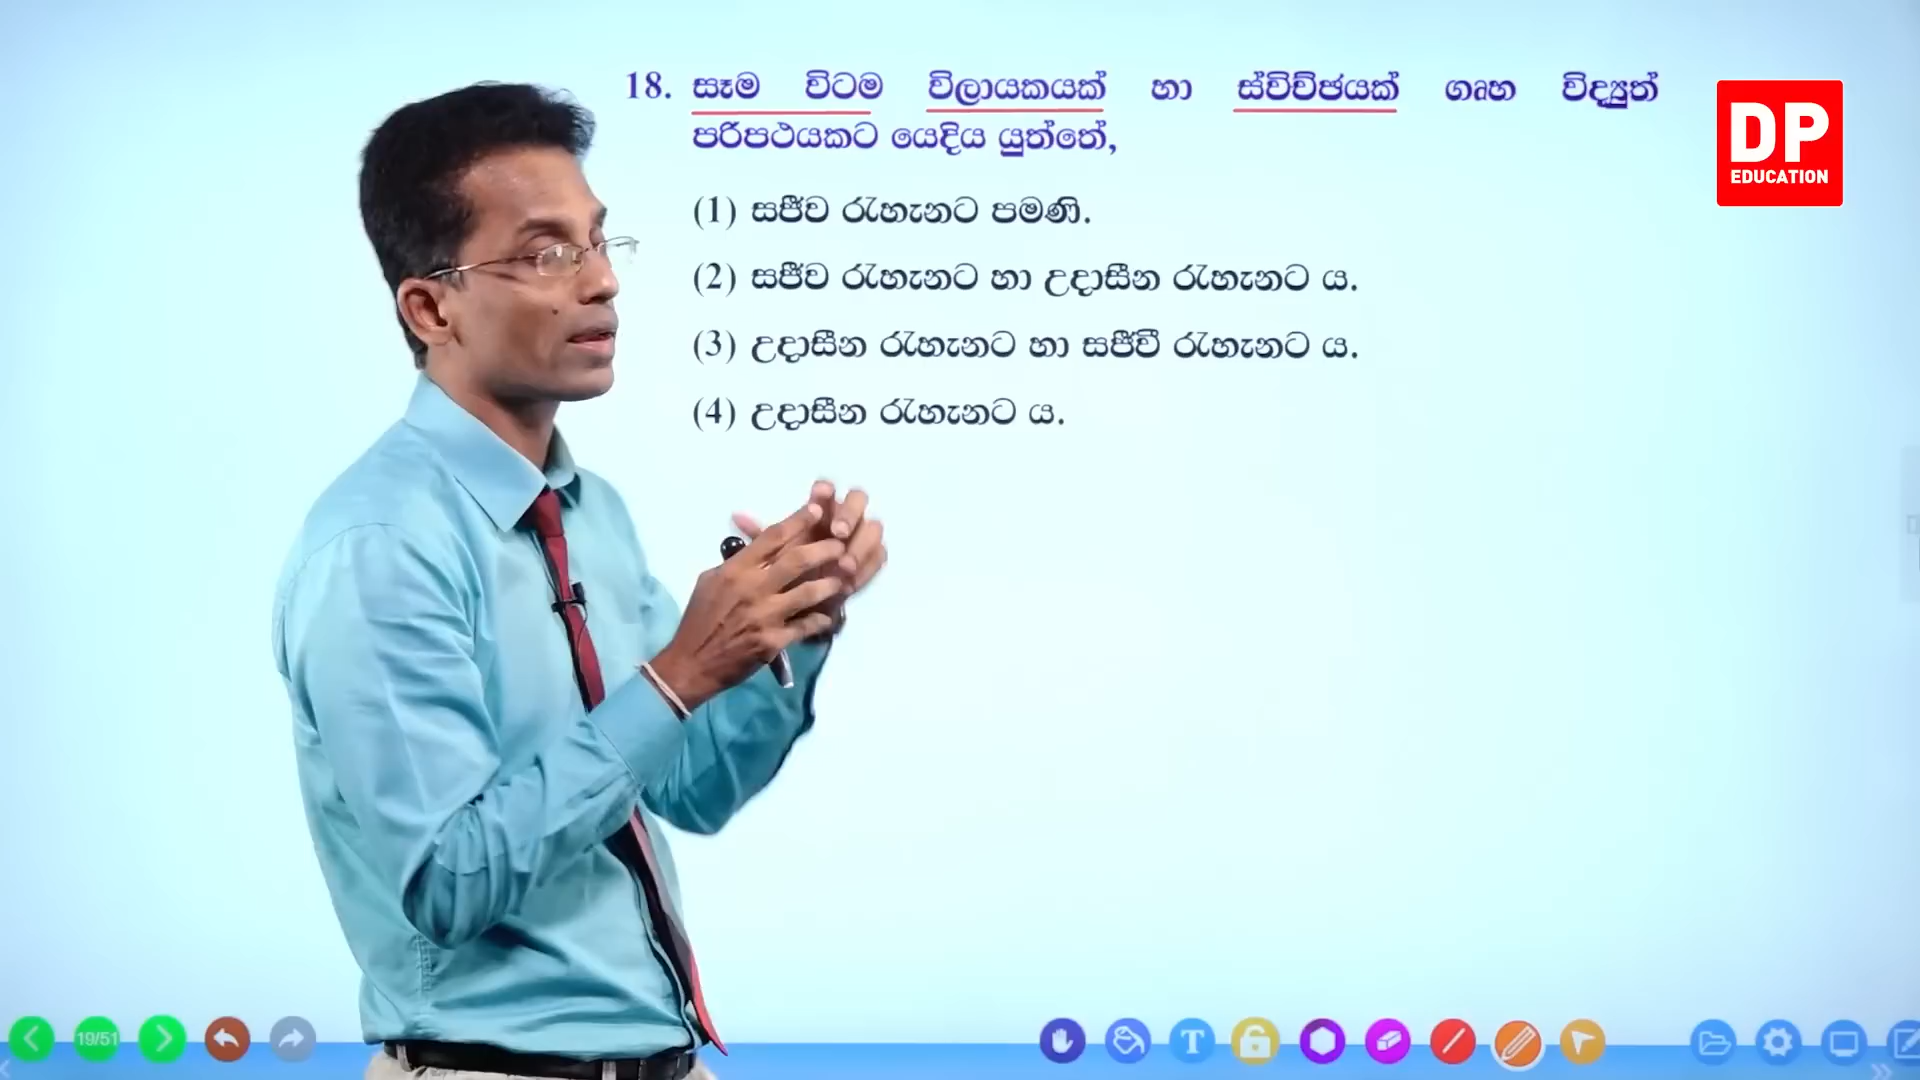 18. සෑම විටම විලායකයක් හා ස්විච්ජයක් ගෘහ විද්‍යුත්
පරිපථයකට යෙදිය යුත්තේ,
(1) සජීව රැහැනට පමණි.
(2) සජීව රැහැනට හා උදාසීන රැහැනට ය.
(3) උදාසීන රැහැනට හා සජීවී රැහැනට ය.
(4) උදාසීන රැහැනට ය.
DP
EDUCATION
19/51
T